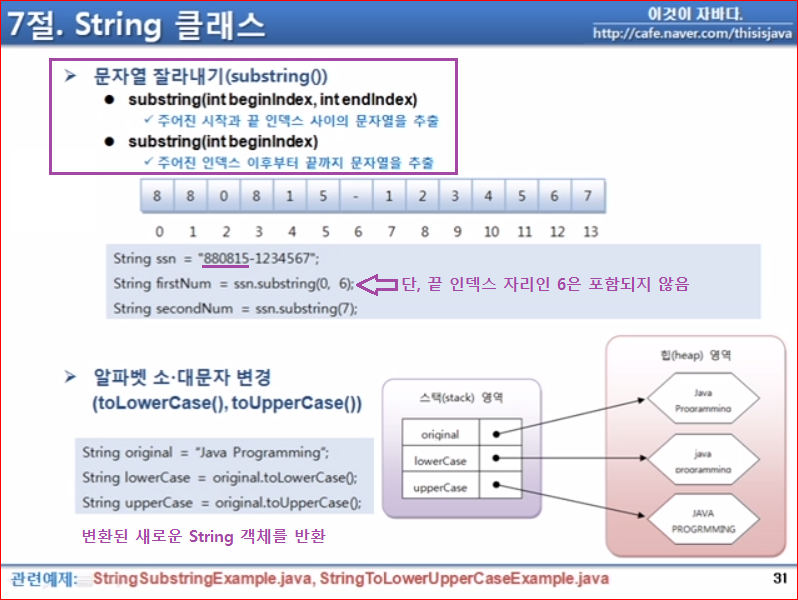 7절. String 클래스
이것이 자바다.
http://cafe.naver.com/thisisjava
➢ 문자열 잘라내기(substring())
● substring(int beginIndex, int endIndex)
✓ 주어진 시작과 끝 인덱스 사이의 문자열을 추출
● substring(int beginIndex)
✓ 주어진 인덱스 이후부터 끝까지 문자열을 추출
8 8 0 8 1 5 - 1 2 3 4 5 6 7
0 1 2 3 4 5 6 7 8 9 10 11 12 13
String ssn = "880815-1234567";
String firstNum = ssn.substring(0, 6);
단, 끝 인덱스 자리인 6은 포함되지 않음
String secondNum = ssn.substring(7);
➢ 알파벳 소·대문자 변경
(toLowerCase(), toUpperCase())
String original = "Java Programming";
String lowerCase = original.toLowerCase();
String upperCase = original.toUpperCase();
변환된 새로운 String 객체를 반환
스택(stack) 영역
original
lowerCase
upperCase
힙(heap) 영역
Java
Programming
java
programming
JAVA
PROGRMMING
관련예제: StringSubstringExample.java, StringToLowerUpperCaseExample.java
31